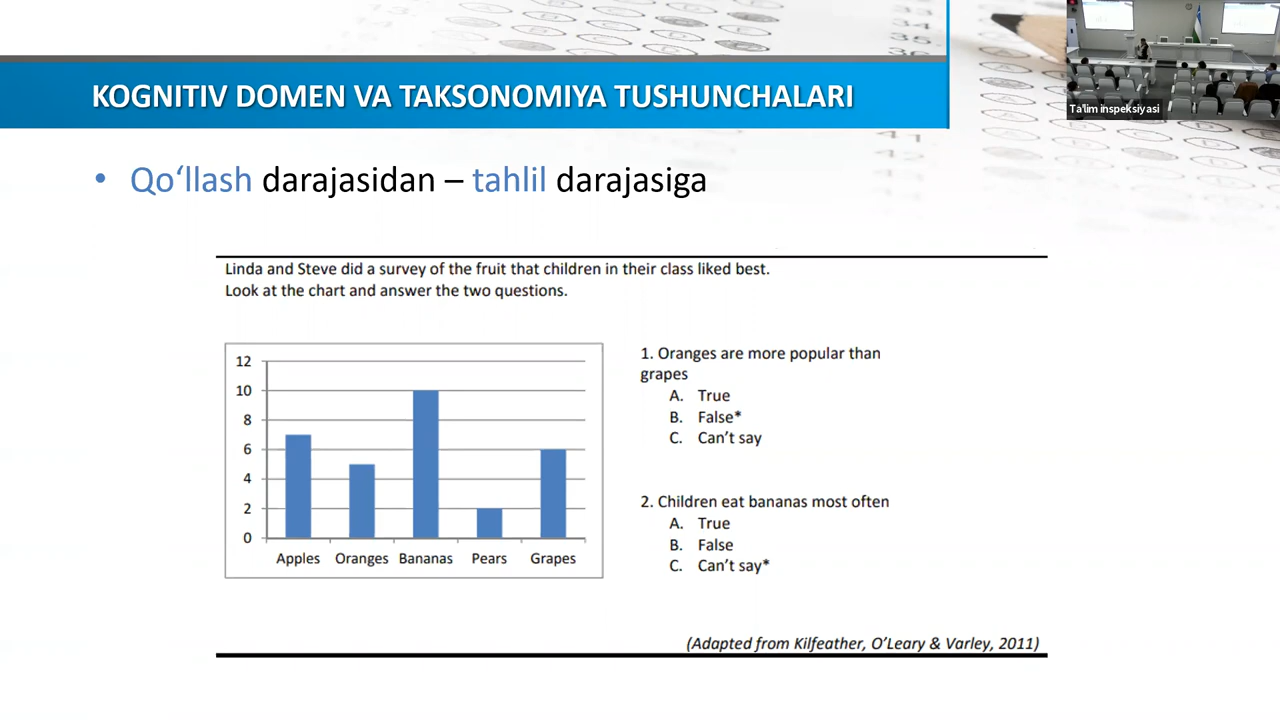 KOGNITIV DOMEN VA TAKSONOMIYA TUSHUNCHALARI
Ta'lim inspeksiyasi
• Qo‘llash darajasidan – tahlil darajasiga
Linda and Steve did a survey of the fruit that children in their class liked best.
Look at the chart and answer the two questions.
12
10
8
6
4
2
0
Apples Oranges Bananas Pears Grapes
1. Oranges are more popular than
grapes
A. True
B. False*
C. Can’t say
2. Children eat bananas most often
A. True
B. False
C. Can’t say*
(Adapted from Kilfeather, O’Leary & Varley, 2011)